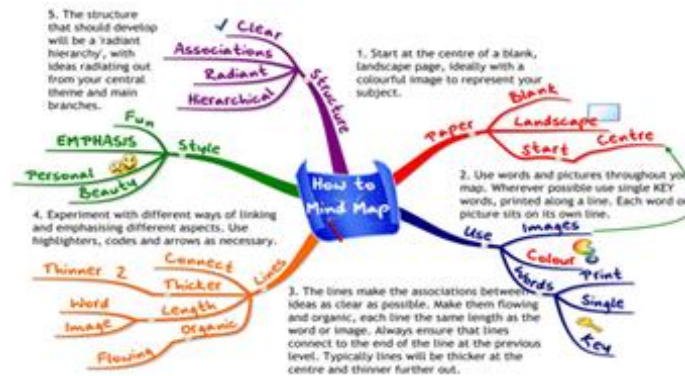 5. The structure
that should develop
will be a 'radiant
hierarchy', with
ideas radiating out
from your central
theme and main
branches.
Clear
Associations
Radiant
Hierarchical
Structure
1. Start at the centre of a blank,
landscape page, ideally with a
colourful image to represent your
subject.
Paper
Blank
Landscape
Start
Centre
Fun
EMPHASIS
Personal
Beauty
Style
How to
Mind Map
2. Use words and pictures throughout you
map. Wherever possible use single KEY
words, printed along a line. Each word o
picture sits on its own line.
Use
Images
Colour
Words
Print
Single
Key
4. Experiment with different ways of linking
and emphasising different aspects. Use
highlighters, codes and arrows as necessary.
Lines
Connect
Thinner 2
Thicker
Length
Word
Image
Organic
Flowing
3. The lines make the associations between
ideas as clear as possible. Make them flowing
and organic, each line the same length as the
word or image. Always ensure that lines
connect to the end of the line at the previous
level. Typically lines will be thicker at the
centre and thinner further out.